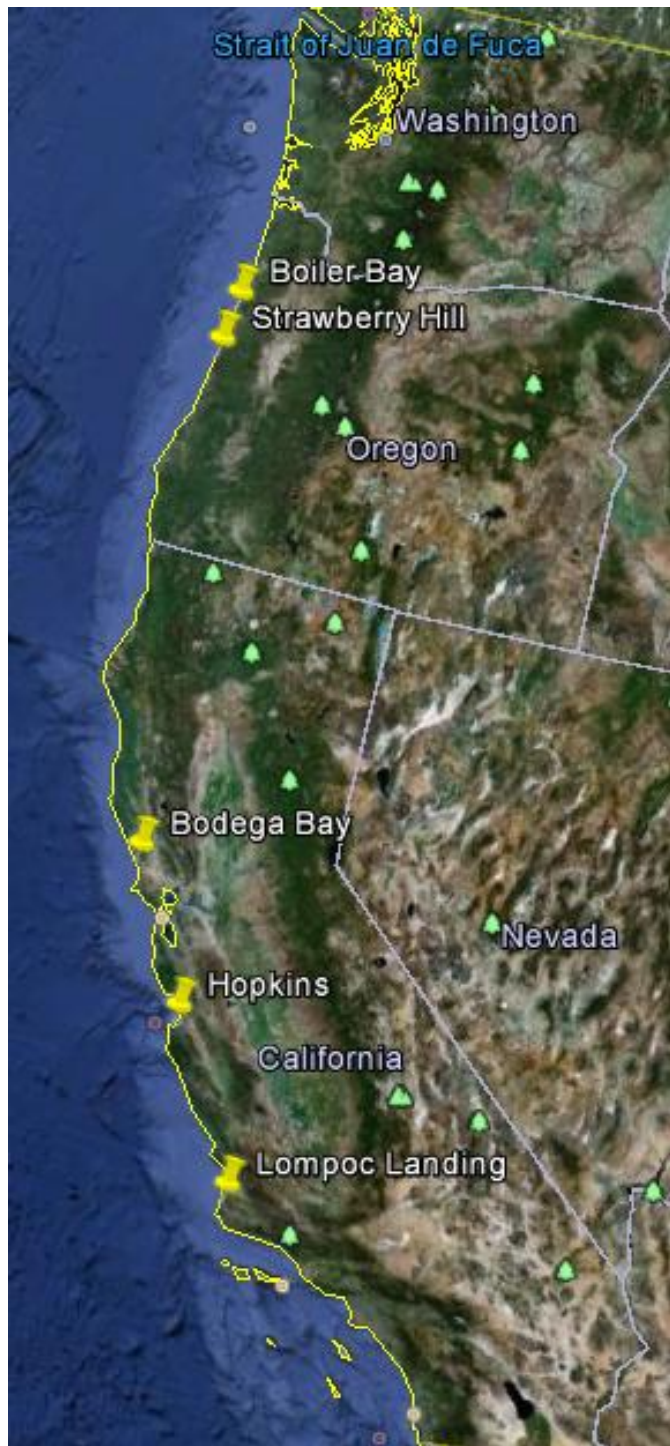 Strait of Juan de Fuca
Washington
Boiler Bay
Strawberry Hill
Oregon
Bodega Bay
Nevada
Hopkins
California
Lompoc Landing